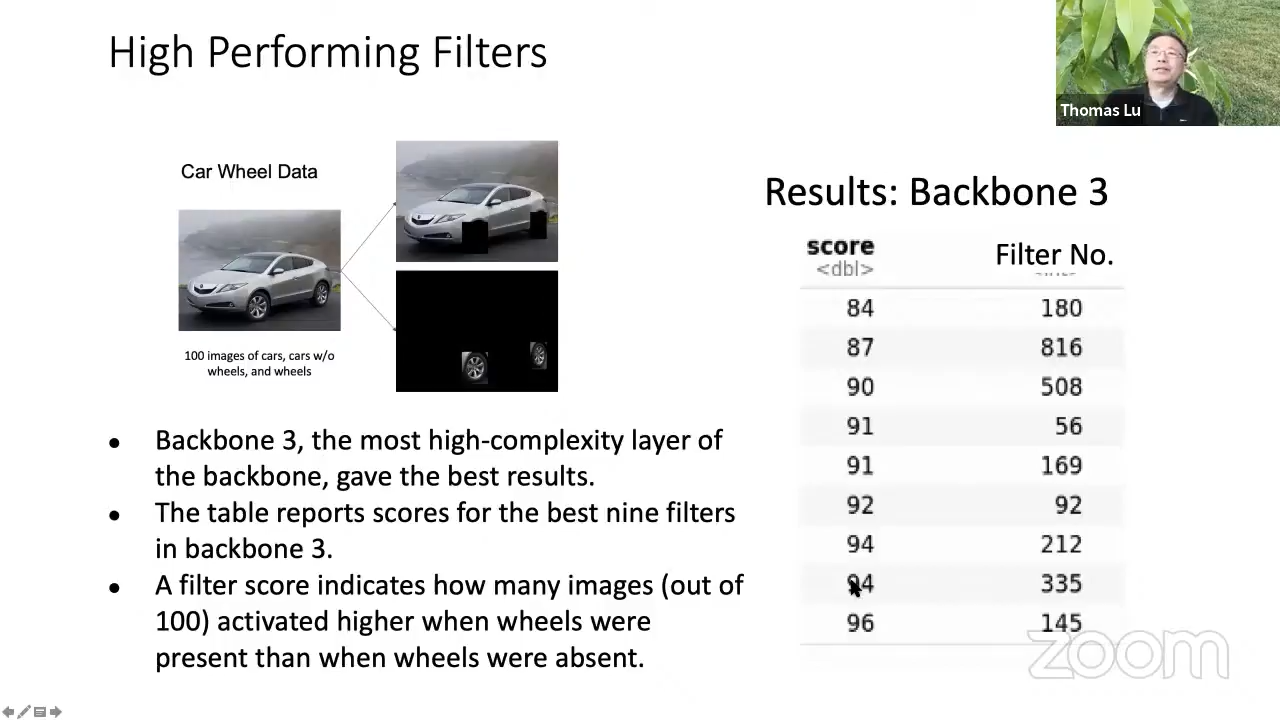 High Performing Filters
Thomas Lu
Car Wheel Data
100 images of cars, cars w/o
wheels, and wheels
Results: Backbone 3
score Filter No.
<dbl>
84 180
87 816
90 508
91 56
91 169
92 92
94 212
94 335
96 145
• Backbone 3, the most high-complexity layer of
the backbone, gave the best results.
• The table reports scores for the best nine filters
in backbone 3.
• A filter score indicates how many images (out of
100) activated higher when wheels were
present than when wheels were absent.
zoom